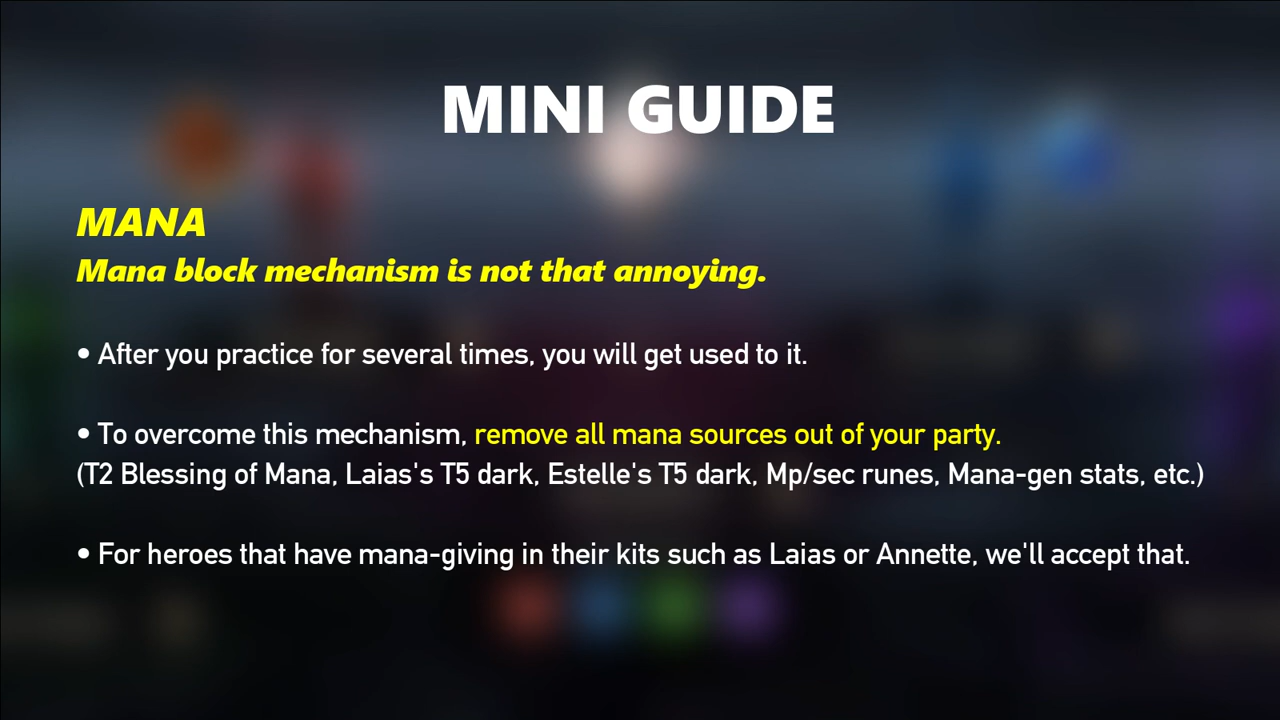 MINI GUIDE
MANA
Mana block mechanism is not that annoying.
• After you practice for several times, you will get used to it.
• To overcome this mechanism, remove all mana sources out of your party.
(T2 Blessing of Mana, Laias's T5 dark, Estelle's T5 dark, Mp/sec runes, Mana-gen stats, etc.)
• For heroes that have mana-giving in their kits such as Laias or Annette, we'll accept that.